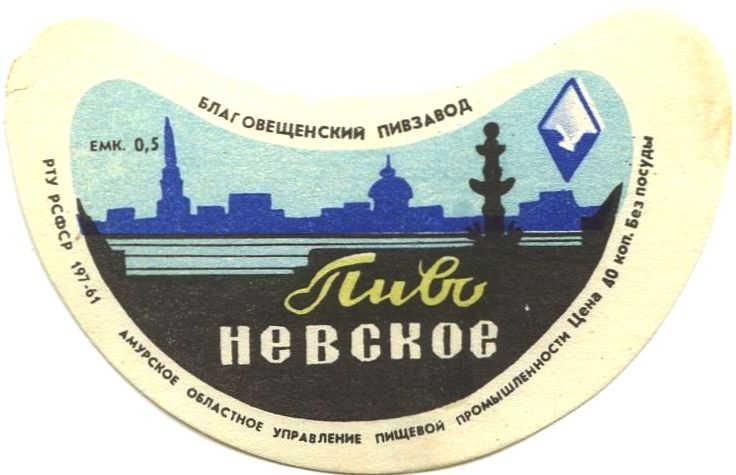 БЛАГОВЕЩЕНСКИЙ ПИВЗАВОД
ЕМК. 0,5
Пиво
НЕВСКОЕ
РТУ РСФСР 197-61
АМУРСКОЕ ОБЛАСТНОЕ УПРАВЛЕНИЕ ПИЩЕВОЙ ПРОМЫШЛЕННОСТИ Цена 40 коп. Без посуды